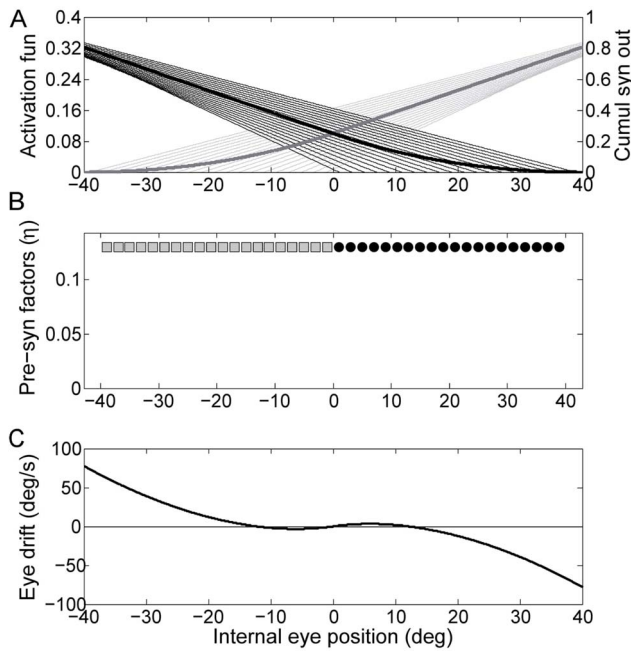 A
Activation fun
0.4
0.32
0.24
0.16
0.08
0
1
0.8
0.6
0.4
0.2
0
Cumul syn out
−40 −30 −20 −10 0 10 20 30 40
B
Pre−syn factors (η)
0.1
0.05
0
−40 −30 −20 −10 0 10 20 30 40
C
Eye drift (deg/s)
100
50
0
−50
−100
−40 −30 −20 −10 0 10 20 30 40
Internal eye position (deg)